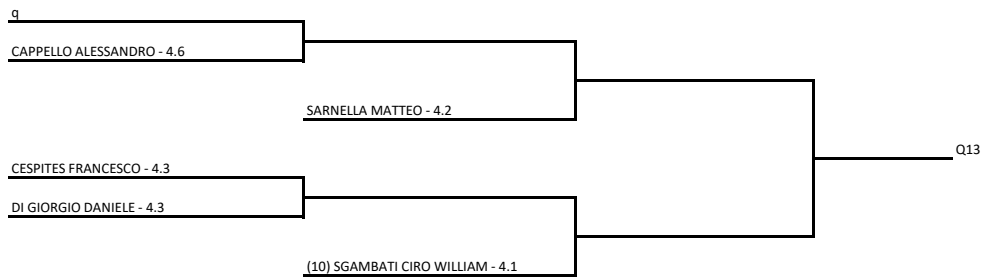 q
CAPPELLO ALESSANDRO - 4.6
SARNELLA MATTEO - 4.2
Q13
CESPITES FRANCESCO - 4.3
DI GIORGIO DANIELE - 4.3
(10) SGAMBATI CIRO WILLIAM - 4.1